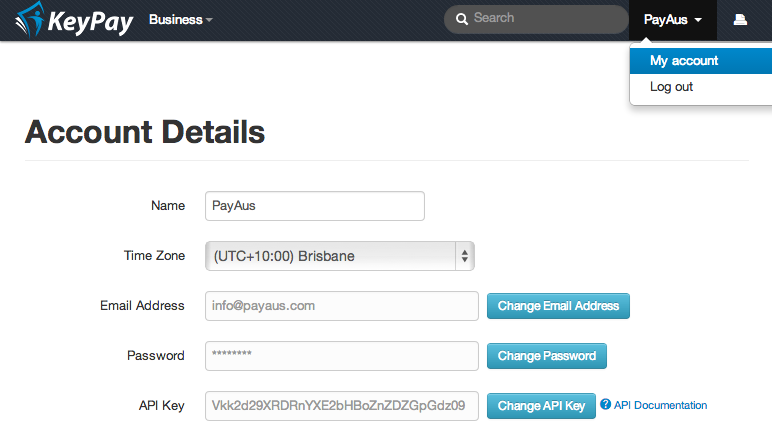 KeyPay Business Search PayAus
My account
Log out
Account Details
Name PayAus
Time Zone (UTC+10:00) Brisbane
Email Address info@payaus.com Change Email Address
Password ******** Change Password
API Key Vkk2d29XRDRnYXE2bHBoZnZDZGpGdz09 Change API Key ? API Documentation